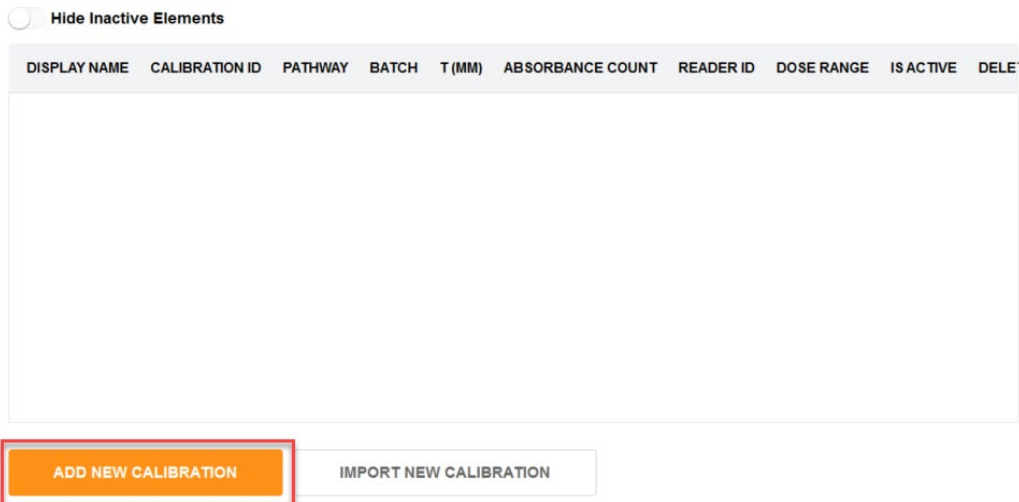 Hide Inactive Elements
DISPLAY NAME CALIBRATION ID PATHWAY BATCH T (MM) ABSORBANCE COUNT READER ID DOSE RANGE IS ACTIVE DELE
ADD NEW CALIBRATION IMPORT NEW CALIBRATION